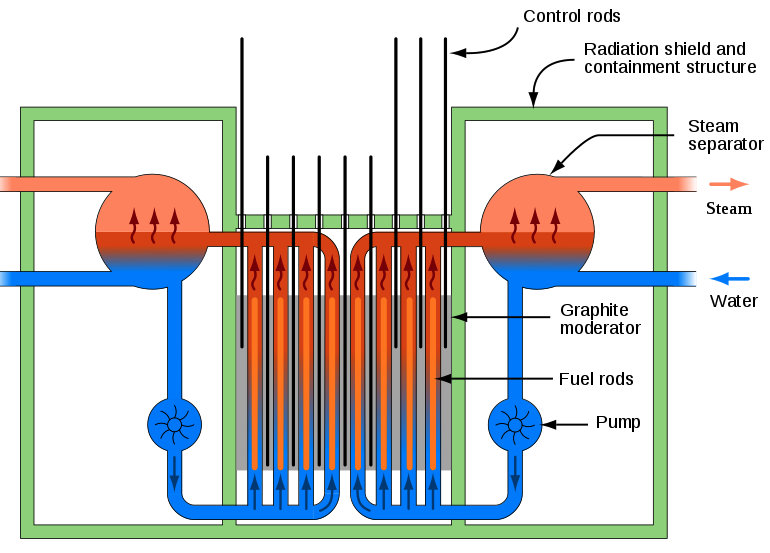 Control rods
Radiation shield and
containment structure
Steam
separator
Steam
Water
Graphite
moderator
Fuel rods
Pump